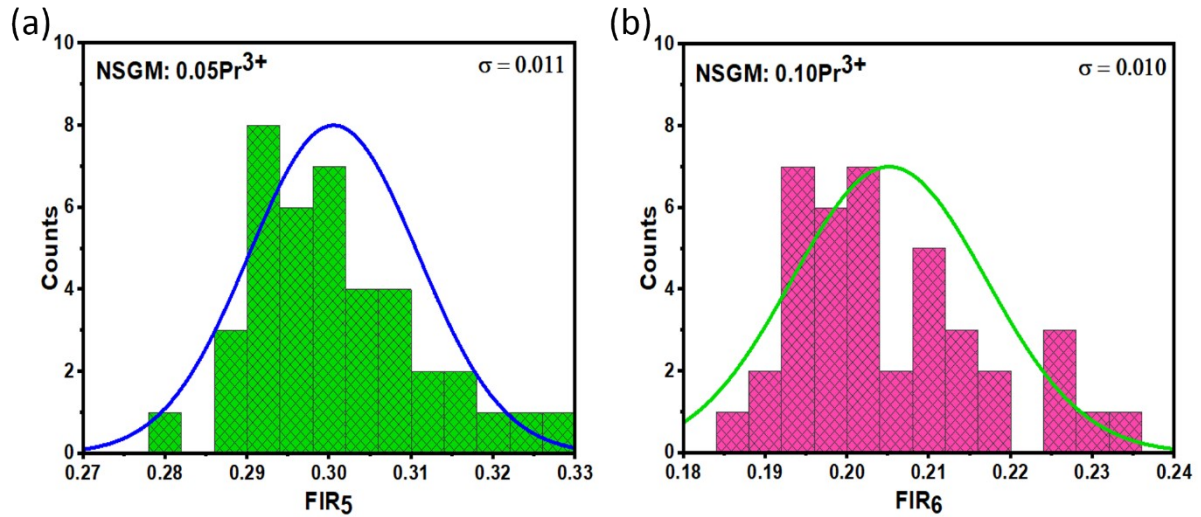 (a)
NSGM: 0.05Pr3+
σ = 0.011
Counts
10
8
6
4
2
0
0.27 0.28 0.29 0.30 0.31 0.32 0.33
FIR5
(b)
NSGM: 0.10Pr3+
σ = 0.010
Counts
10
8
6
4
2
0
0.18 0.19 0.20 0.21 0.22 0.23 0.24
FIR6